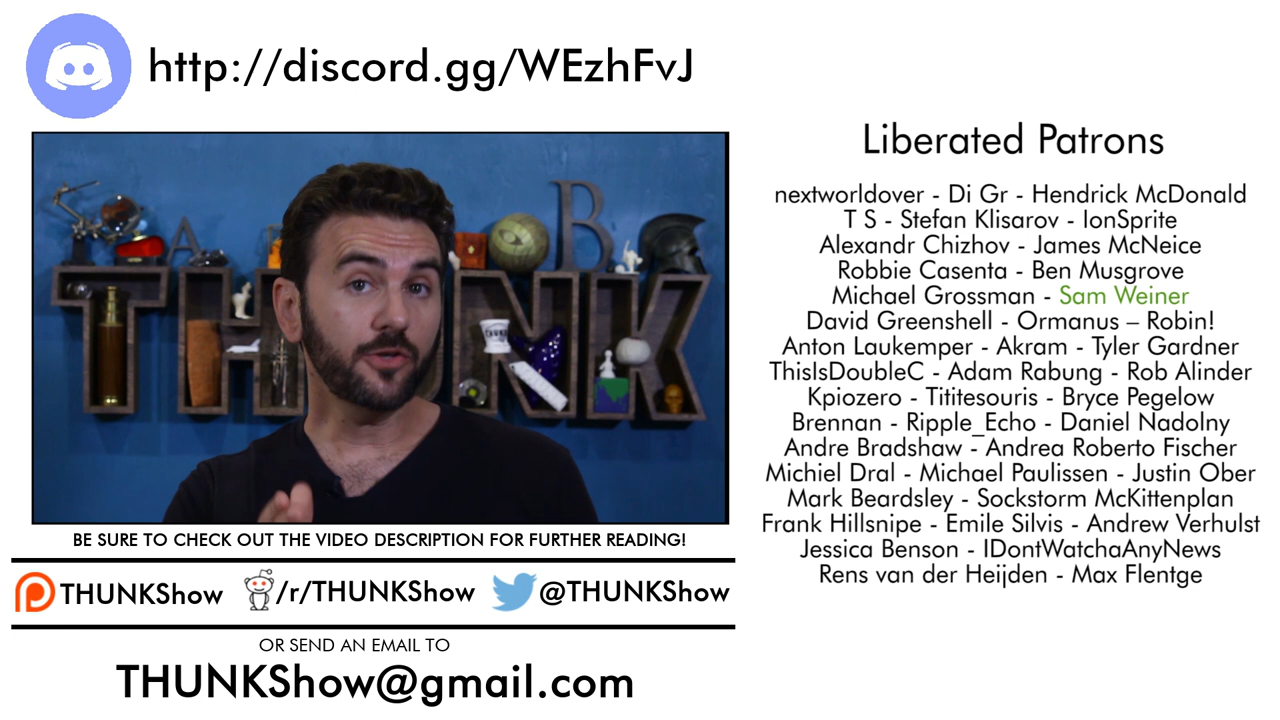 http://discord.gg/WEzhFvJ
A
B
THUNK
BE SURE TO CHECK OUT THE VIDEO DESCRIPTION FOR FURTHER READING!
THUNKShow
/r/THUNKShow
@THUNKShow
OR SEND AN EMAIL TO
THUNKShow@gmail.com
Liberated Patrons
nextworldover - Di Gr - Hendrick McDonald
T S - Stefan Klisarov - IonSprite
Alexandr Chizhov - James McNeice
Robbie Casenta - Ben Musgrove
Michael Grossman - Sam Weiner
David Greenshell - Ormanus – Robin!
Anton Laukemper - Akram - Tyler Gardner
ThisIsDoubleC - Adam Rabung - Rob Alinder
Kpiozero - Tititesouris - Bryce Pegelow
Brennan - Ripple_Echo - Daniel Nadolny
Andre Bradshaw - Andrea Roberto Fischer
Michiel Dral - Michael Paulissen - Justin Ober
Mark Beardsley - Sockstorm McKittenplan
Frank Hillsnipe - Emile Silvis - Andrew Verhulst
Jessica Benson - IDontWatchaAnyNews
Rens van der Heijden - Max Flentge